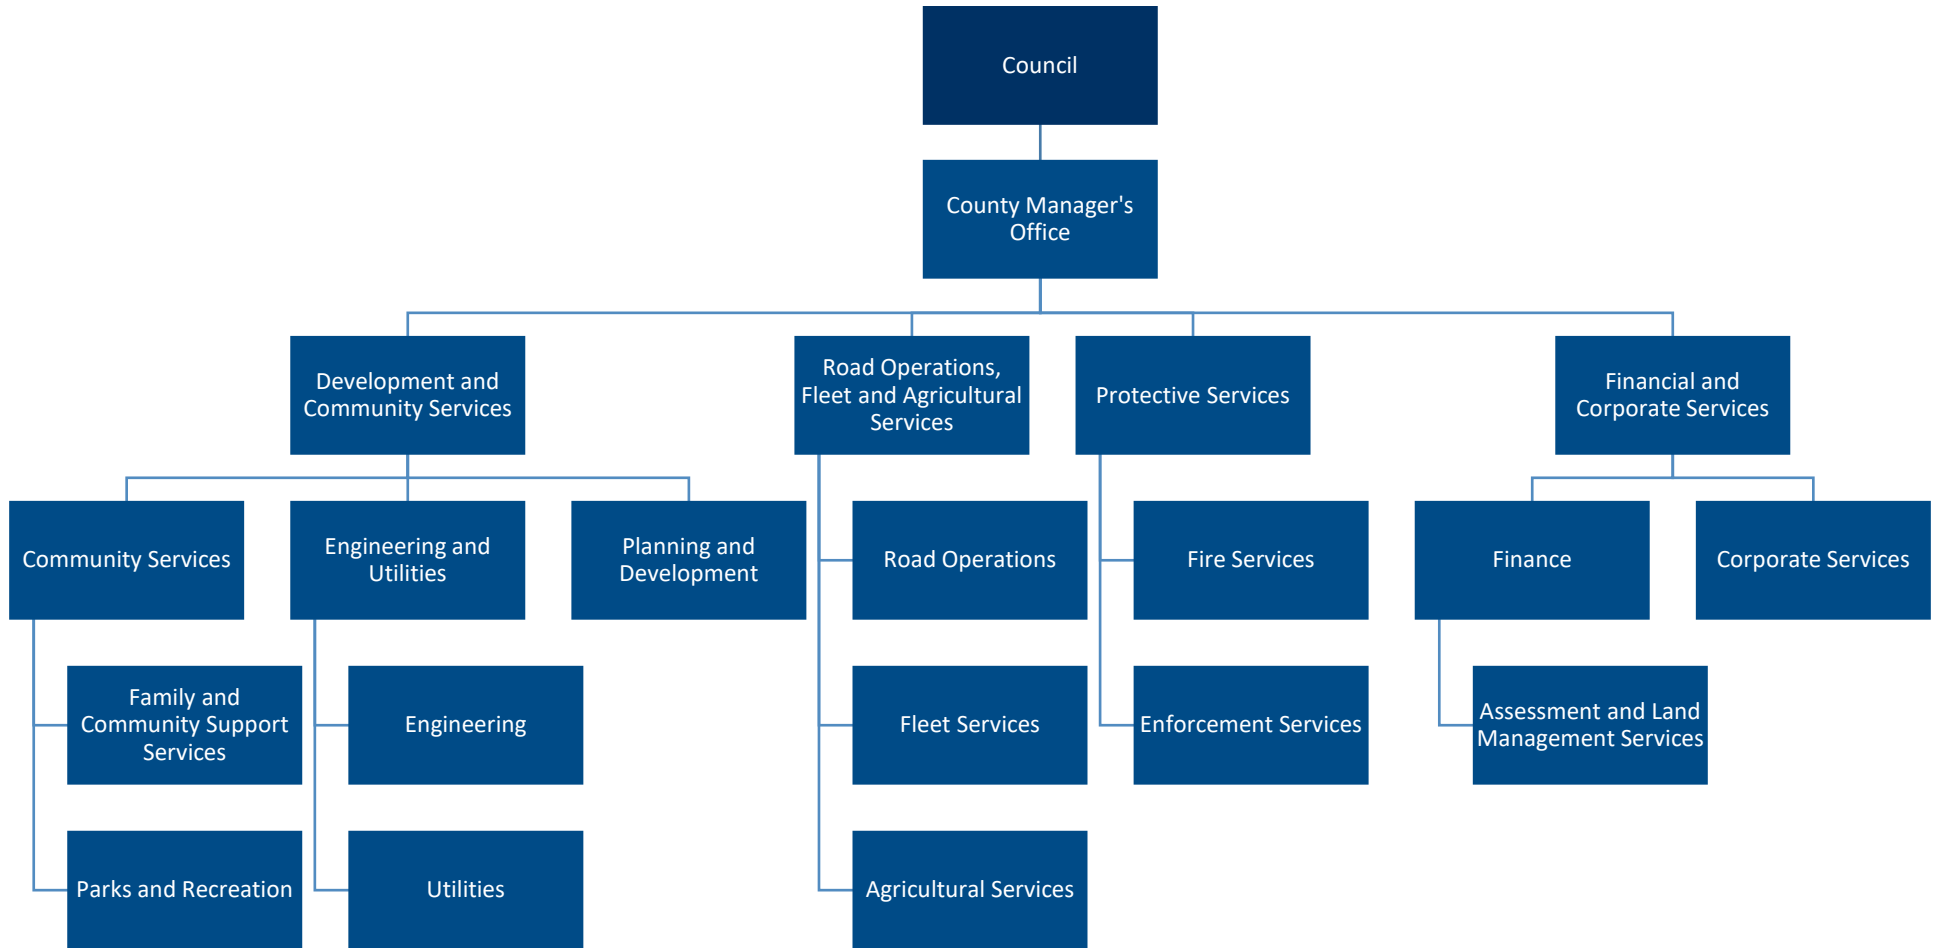 Council
County Manager's
Office
Development and
Community Services
Road Operations,
Fleet and Agricultural
Services
Protective Services
Financial and
Corporate Services
Community Services
Engineering and
Utilities
Planning and
Development
Road Operations
Fire Services
Finance
Corporate Services
Family and
Community Support
Services
Engineering
Fleet Services
Enforcement Services
Assessment and Land
Management Services
Parks and Recreation
Utilities
Agricultural Services